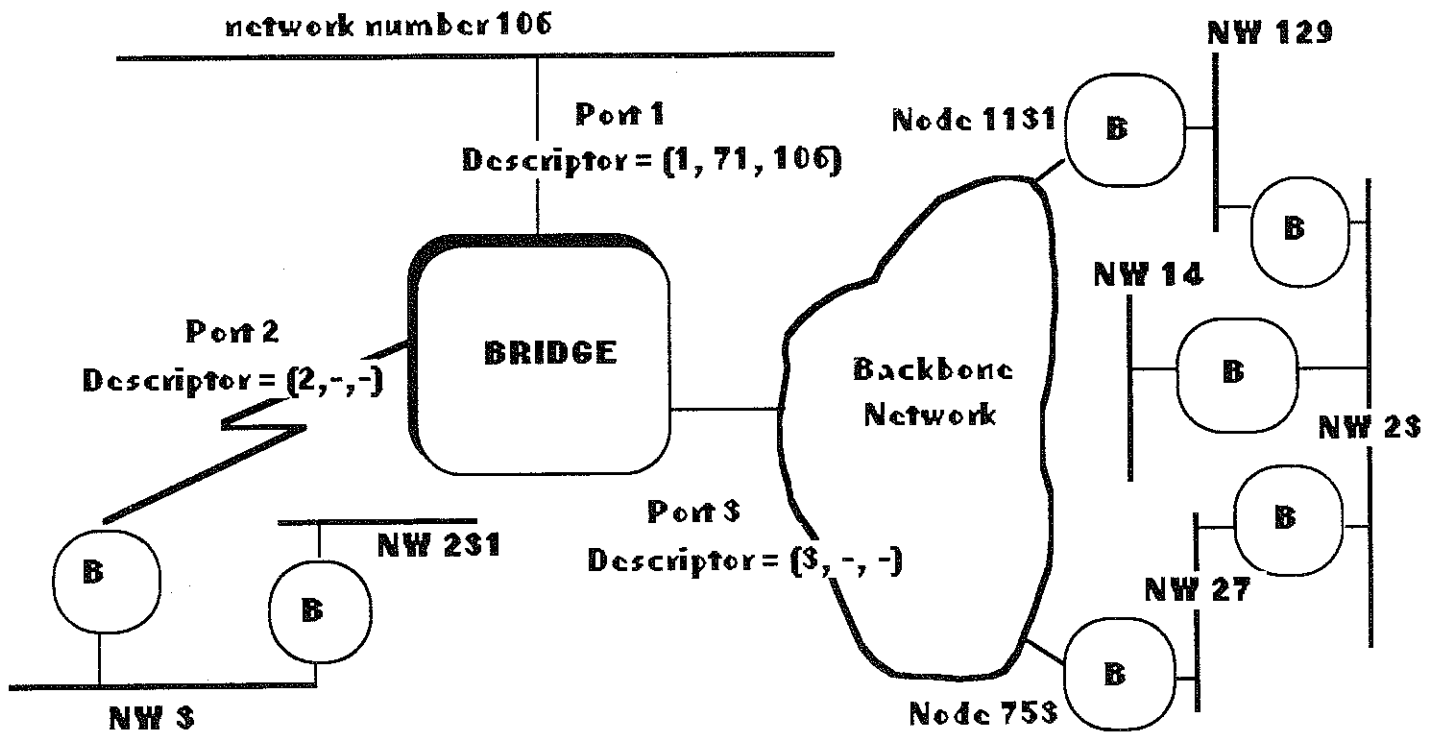 network number 106
NW 129
Port 1
Node 1131
B
Descriptor = (1, 71, 106)
B
NW 14
Port 2
BRIDGE
Descriptor = (2,-,-)
Backbone
Network
B
NW 23
Port 3
B
NW 231
Descriptor = (3, -, -)
B
NW 27
B
B
Node 753
NW 3